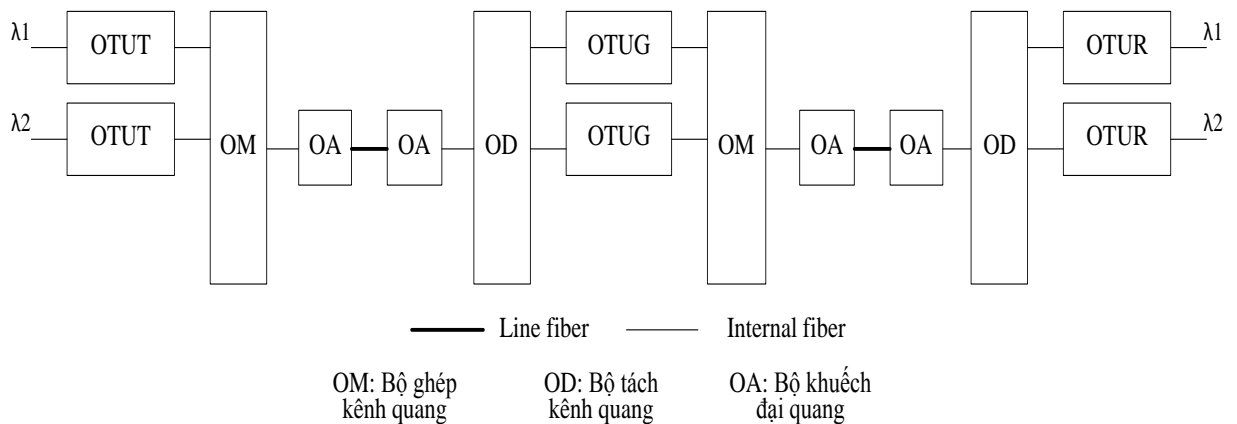 λ1 OTUT OTUG OTUR λ1
λ2 OTUT OM OA OA OD OTUG OM OA OA OD OTUR λ2
Line fiber Internal fiber
OM: Bộ ghép kênh quang
OD: Bộ tách kênh quang
OA: Bộ khuếch đại quang